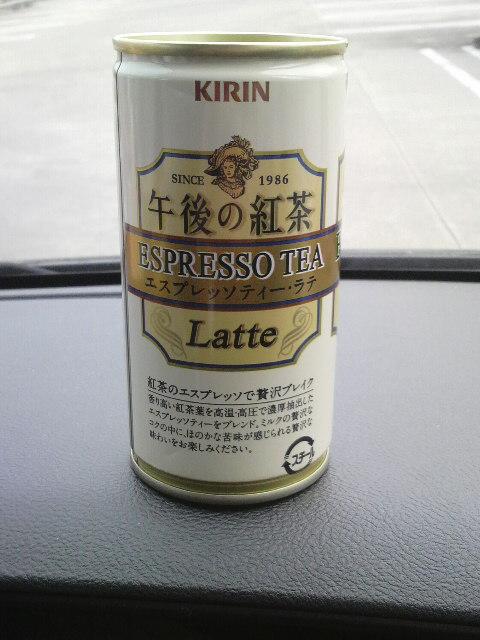 KIRIN
SINCE 1986
午後の紅茶
ESPRESSO TEA
エスプレッソティー・ラテ
Latte
紅茶のエスプレッソで贅沢ブレイク
香り高い紅茶葉を高温・高圧で濃厚抽出した
エスプレッソティーをブレンド。ミルクの贅沢な
コクの中に、ほのかな苦味が感じられる贅沢な
味わいをお楽しみください。
スチール